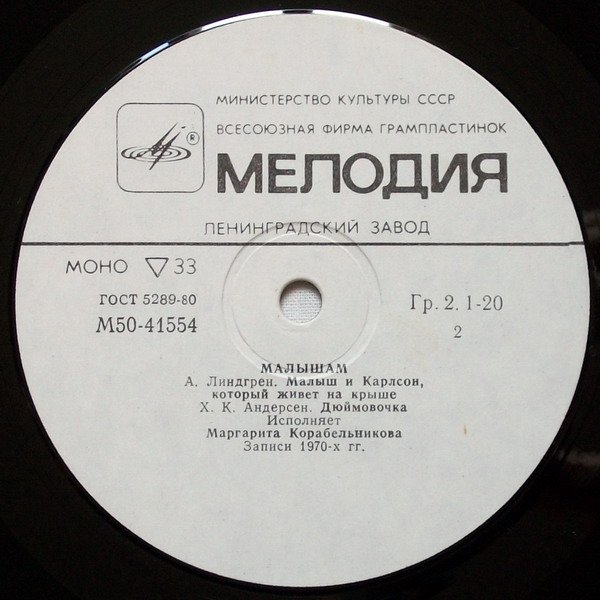 МИНИСТЕРСТВО КУЛЬТУРЫ СССР
®
ВСЕСОЮЗНАЯ ФИРМА ГРАМПЛАСТИНОК
МЕЛОДИЯ
ЛЕНИНГРАДСКИЙ ЗАВОД
МОНО ▽ 33
ГОСТ 5289-80
М50-41554
Гр. 2. 1-20
2
МАЛЫШАМ
А. Линдгрен. Малыш и Карлсон,
который живет на крыше
Х. К. Андерсен. Дюймовочка
Исполняет
Маргарита Корабельникова
Записи 1970-х гг.